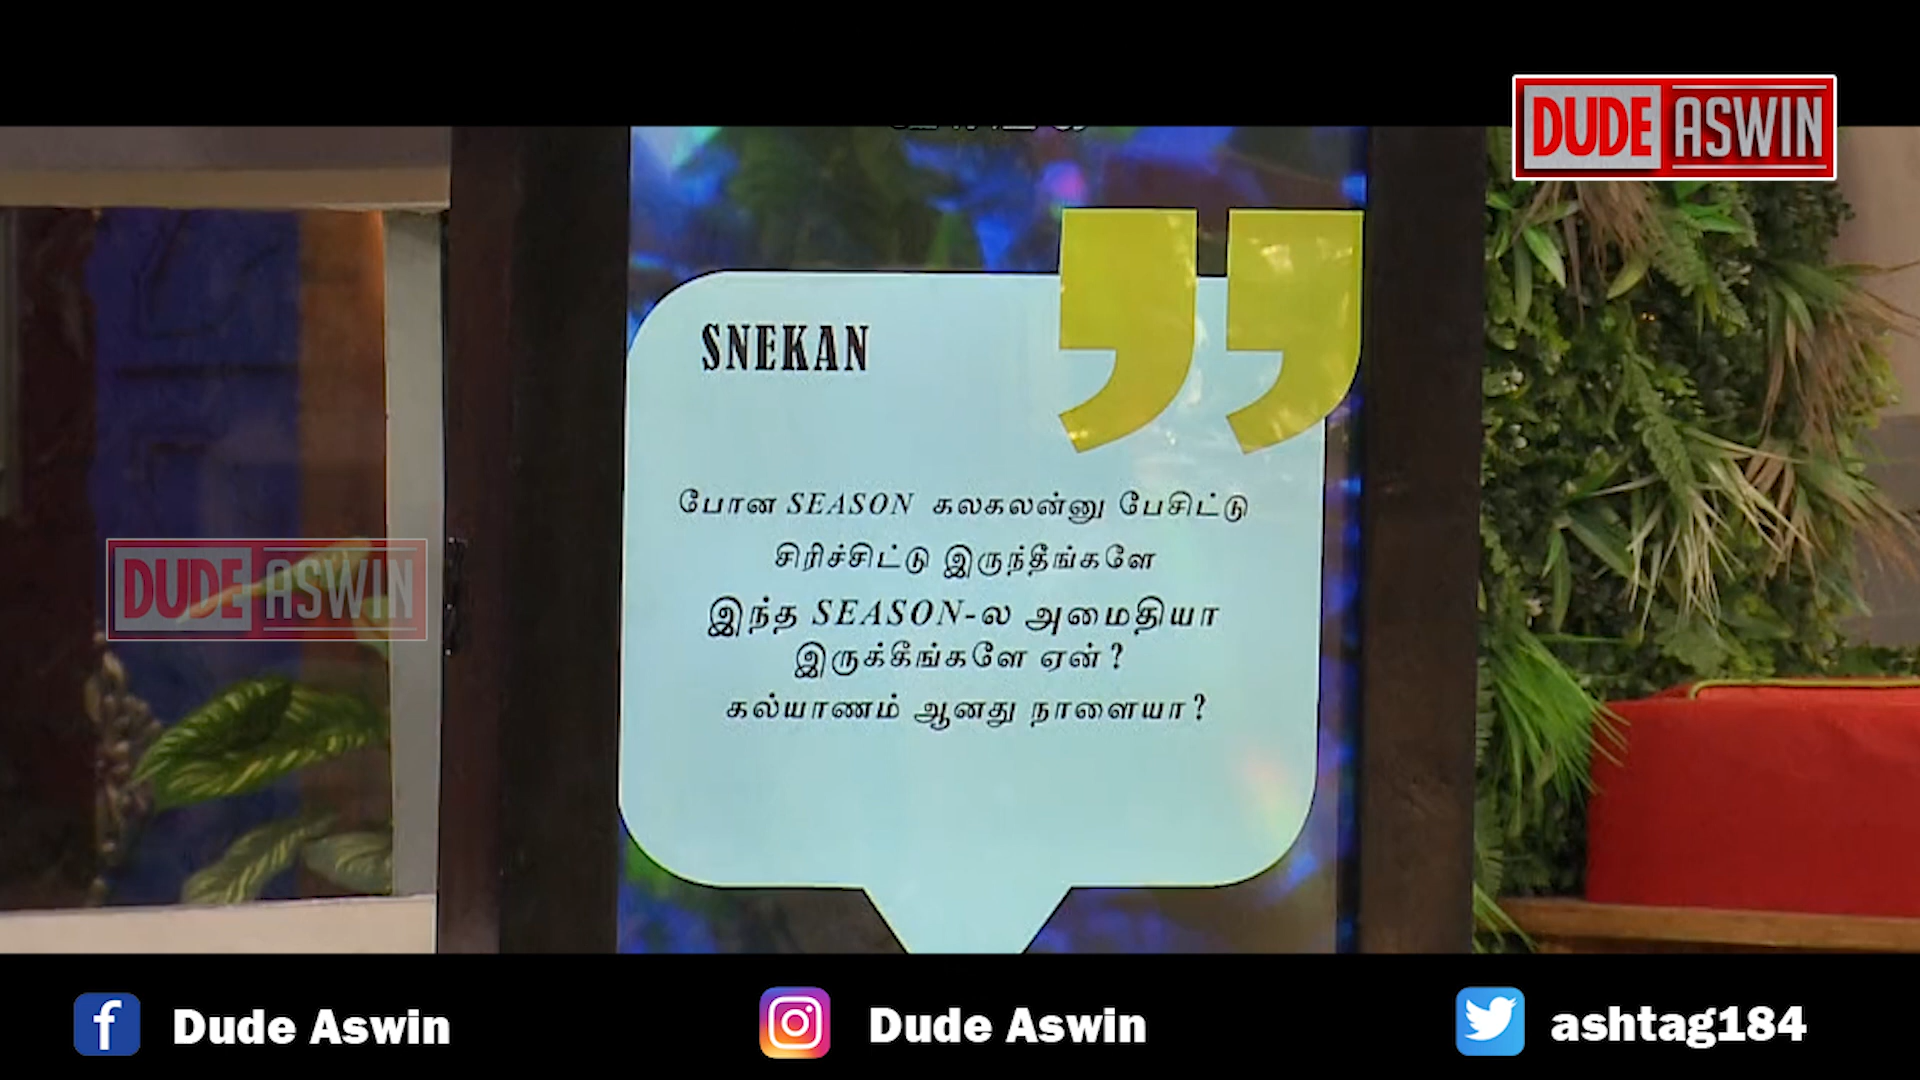 DUDE ASWIN
SNEKAN
போன SEASON கலகலன்னு பேசிட்டு
சிரிச்சிட்டு இருந்தீங்களே
இந்த SEASON-ல அமைதியா
இருக்கீங்களே ஏன்?
கல்யாணம் ஆனது நாளையா?
DUDE ASWIN
Dude Aswin
Dude Aswin
ashtag184